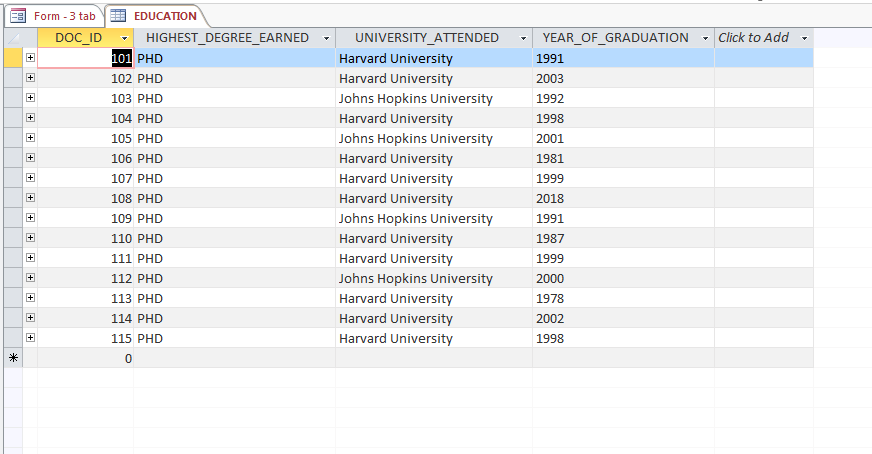 Form - 3 tab EDUCATION
DOC_ID HIGHEST_DEGREE_EARNED UNIVERSITY_ATTENDED YEAR_OF_GRADUATION Click to Add
101 PHD Harvard University 1991
102 PHD Harvard University 2003
103 PHD Johns Hopkins University 1992
104 PHD Harvard University 1998
105 PHD Johns Hopkins University 2001
106 PHD Harvard University 1981
107 PHD Harvard University 1999
108 PHD Harvard University 2018
109 PHD Johns Hopkins University 1991
110 PHD Harvard University 1987
111 PHD Harvard University 1999
112 PHD Johns Hopkins University 2000
113 PHD Harvard University 1978
114 PHD Harvard University 2002
115 PHD Harvard University 1998
0